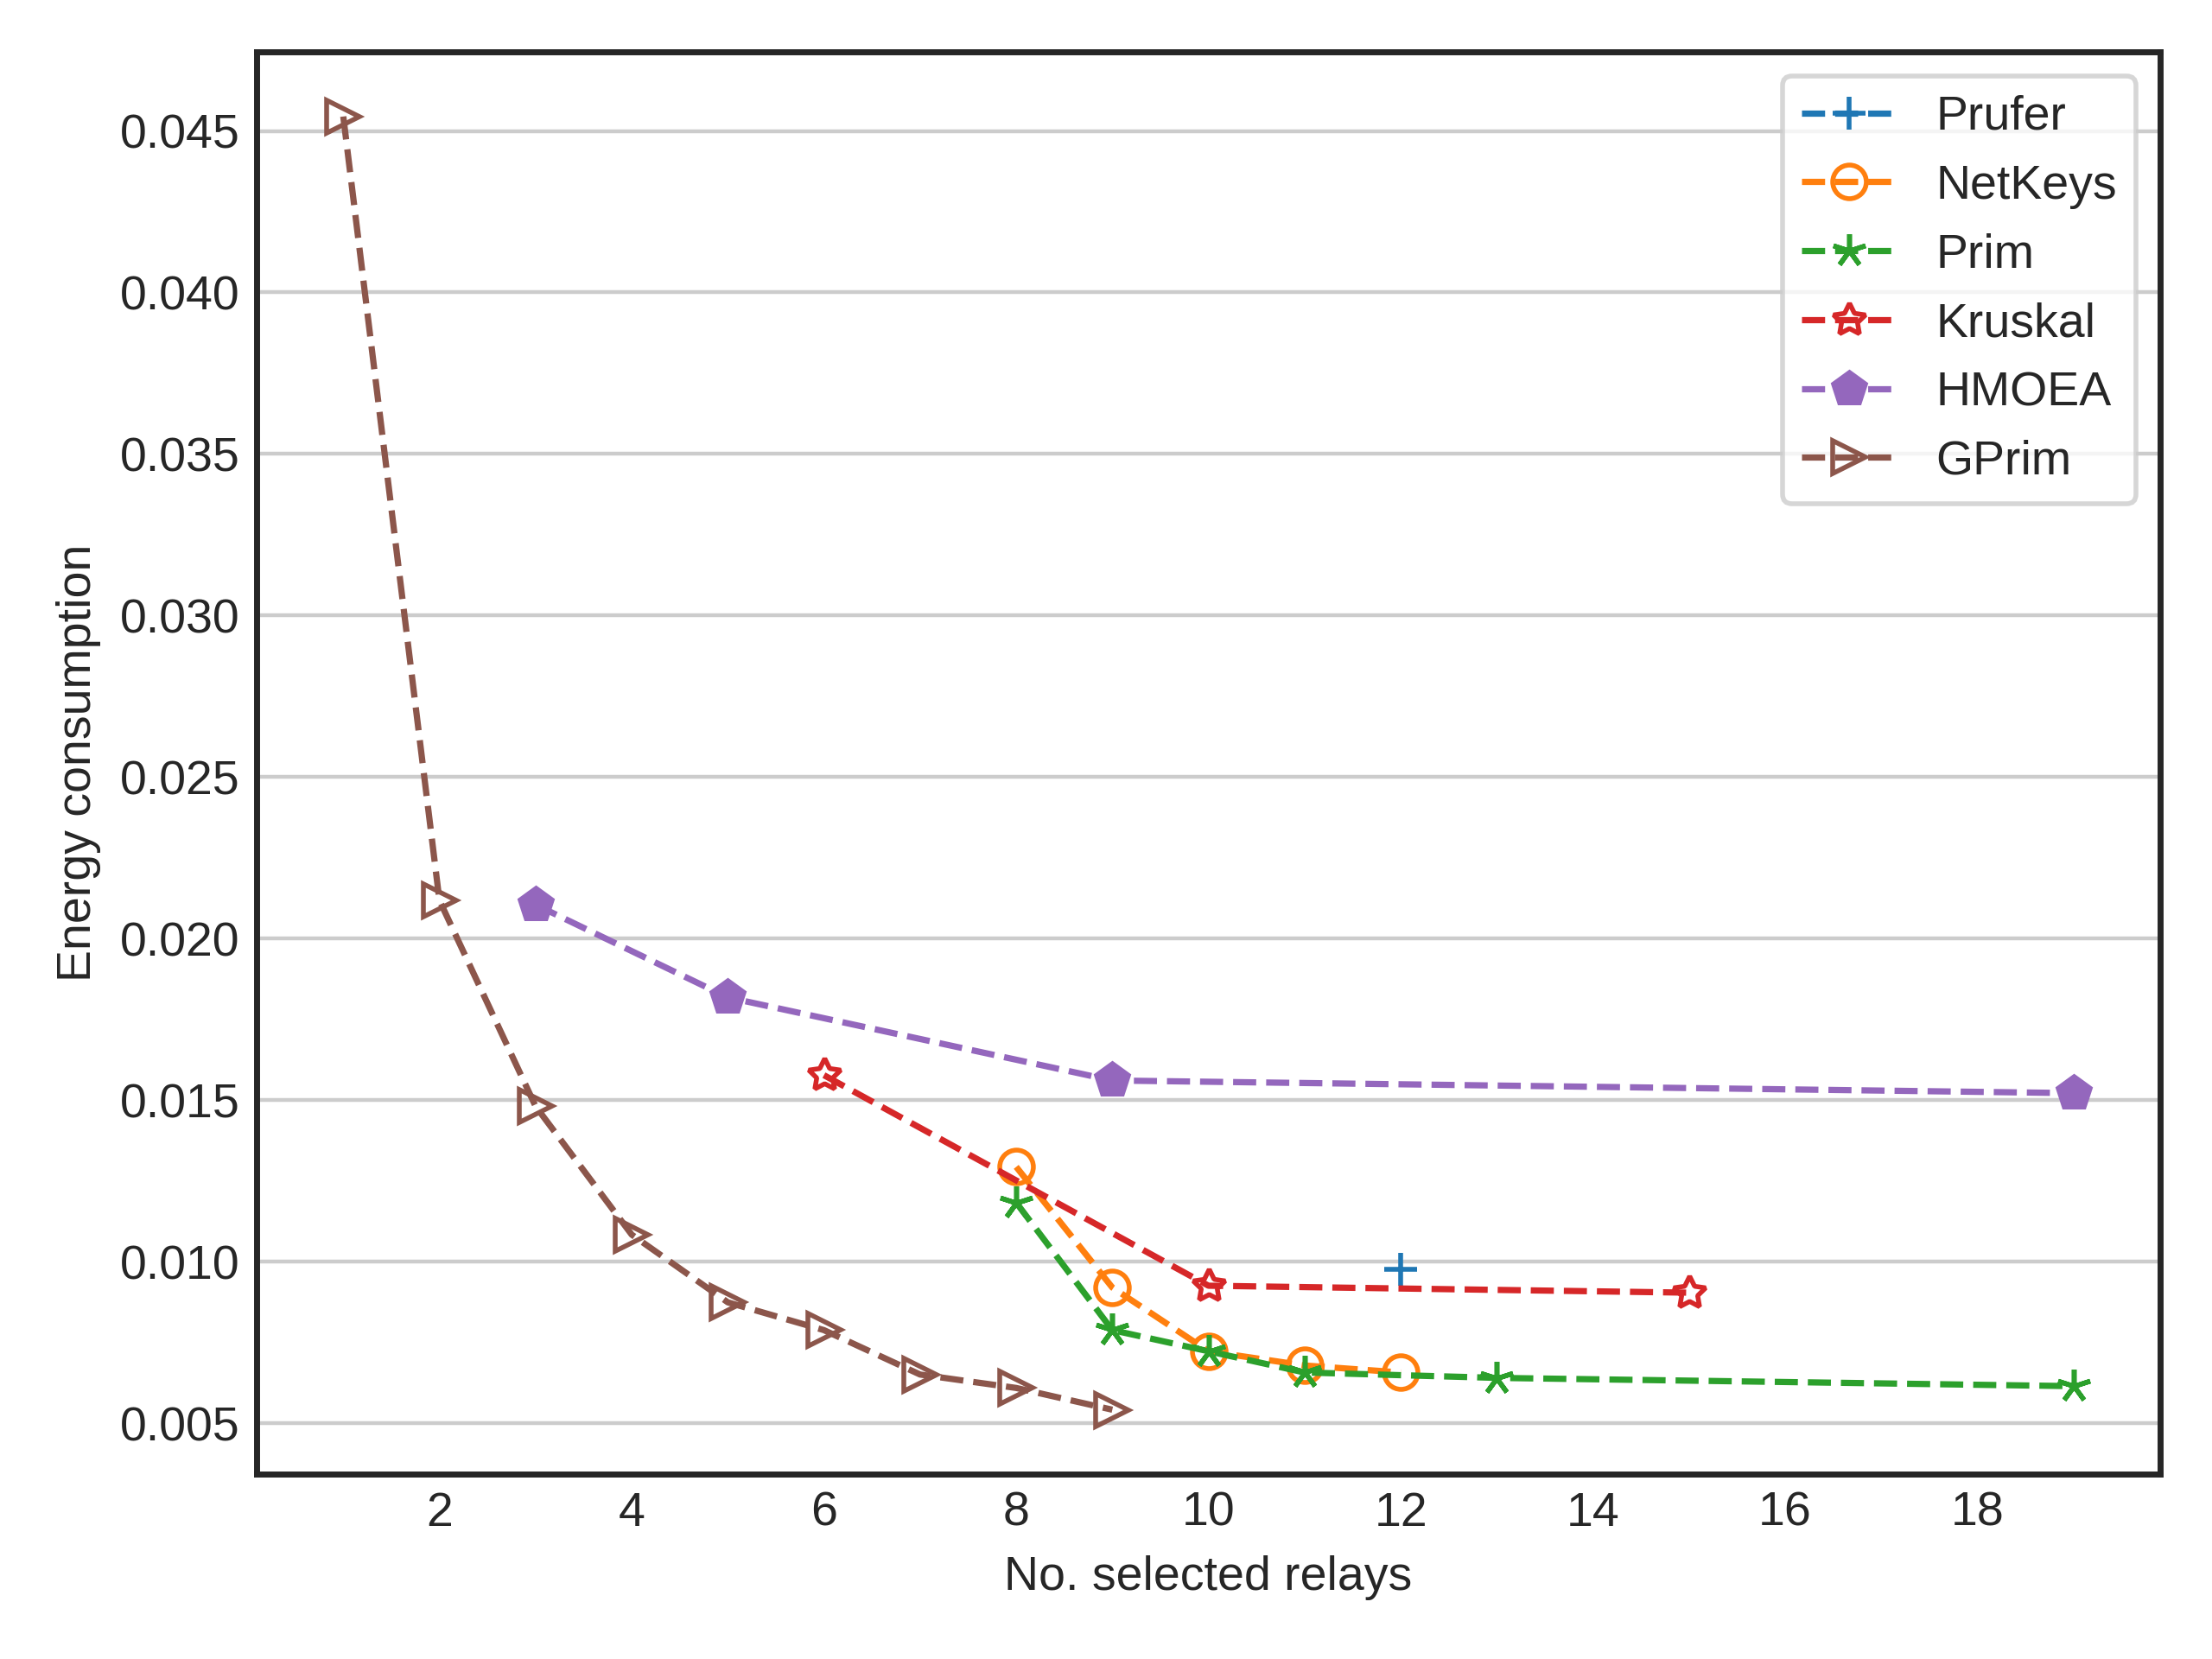 0.045
0.040
0.035
0.030
0.025
0.020
0.015
0.010
0.005
Energy consumption
2 4 6 8 10 12 14 16 18
No. selected relays
Prufer
NetKeys
Prim
Kruskal
HMOEA
GPrim